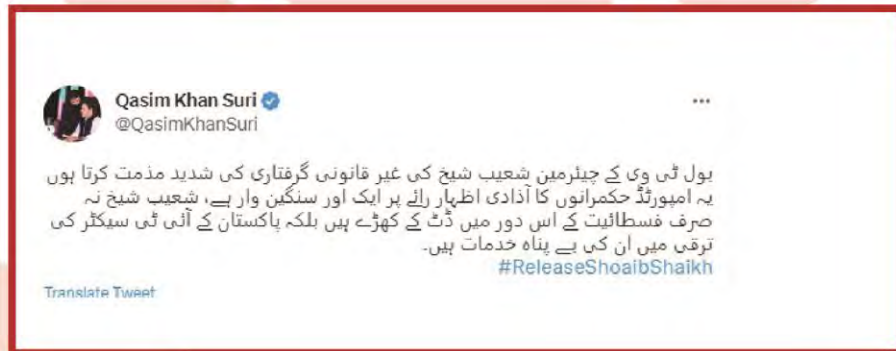 Qasim Khan Suri
@QasimKhanSuri
بول ٹی وی کے چیئرمین شعیب شیخ کی غیر قانونی گرفتاری کی شدید مذمت کرتا ہوں
یہ امپورٹڈ حکمرانوں کا آذادی اظہار رائے پر ایک اور سنگین وار ہے، شعیب شیخ نہ
صرف فسطائیت کے اس دور میں ڈٹ کے کھڑے ہیں بلکہ پاکستان کے آئی ٹی سیکٹر کی
ترقی میں ان کی بے پناہ خدمات ہیں۔
#ReleaseShoaibShaikh
Translate Tweet